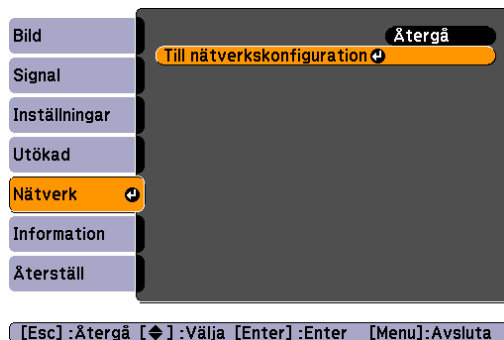 Bild
Signal
Inställningar
Utökad
Nätverk
Information
Återställ
Återgå
Till nätverkskonfiguration
[Esc] :Återgå [◆] :Välja [Enter] :Enter [Menu]:Avsluta